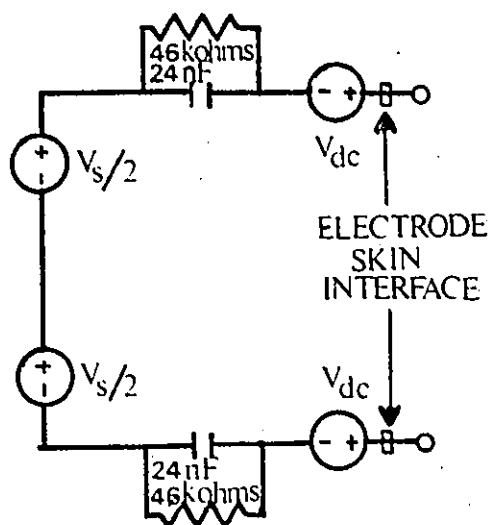 46kohms
24nF
- +
Vdc
+
-
Vs/2
ELECTRODE
SKIN
INTERFACE
+
-
Vs/2
Vdc
- +
24nF
46kohms